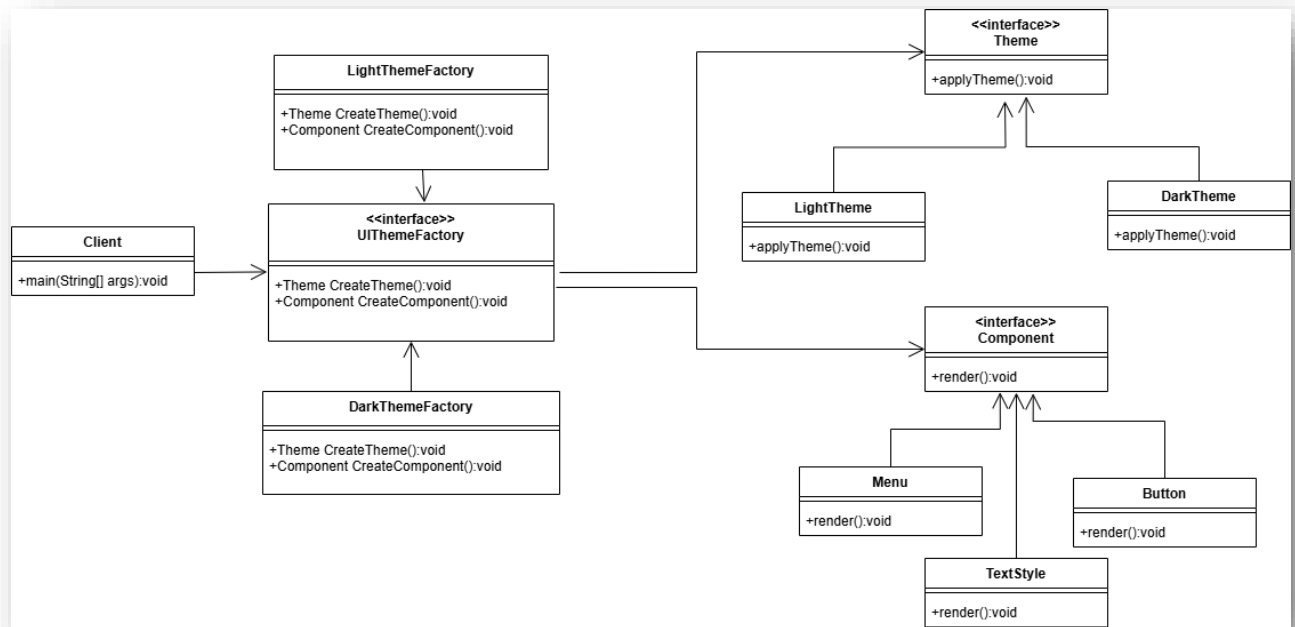 LightThemeFactory
+Theme CreateTheme():void
+Component CreateComponent():void
<<interface>>
UIThemeFactory
+Theme CreateTheme():void
+Component CreateComponent():void
Client
+main(String[] args):void
DarkThemeFactory
+Theme CreateTheme():void
+Component CreateComponent():void
<<interface>>
Theme
+applyTheme():void
LightTheme
+applyTheme():void
DarkTheme
+applyTheme():void
<interface>>
Component
+render():void
Menu
+render():void
Button
+render():void
TextStyle
+render():void